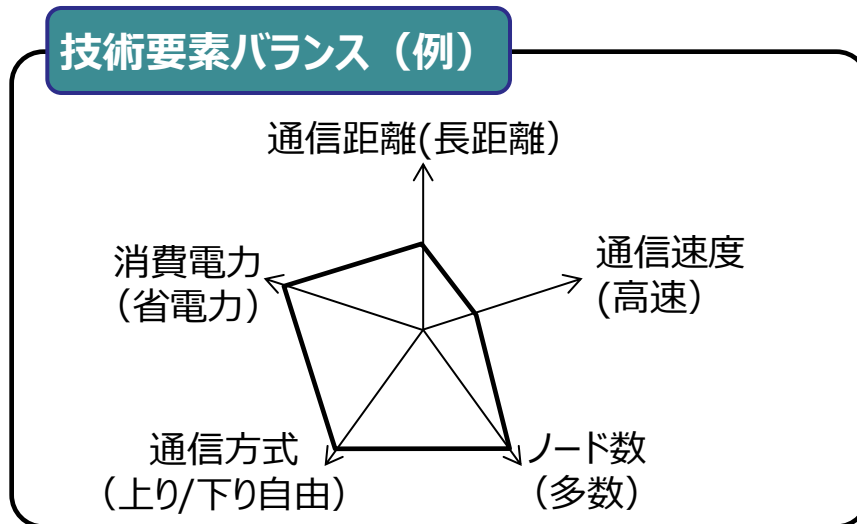 技術要素バランス（例）
通信距離(長距離）
通信速度
(高速）
消費電力
（省電力）
通信方式
（上り/下り自由）
ノード数
（多数）